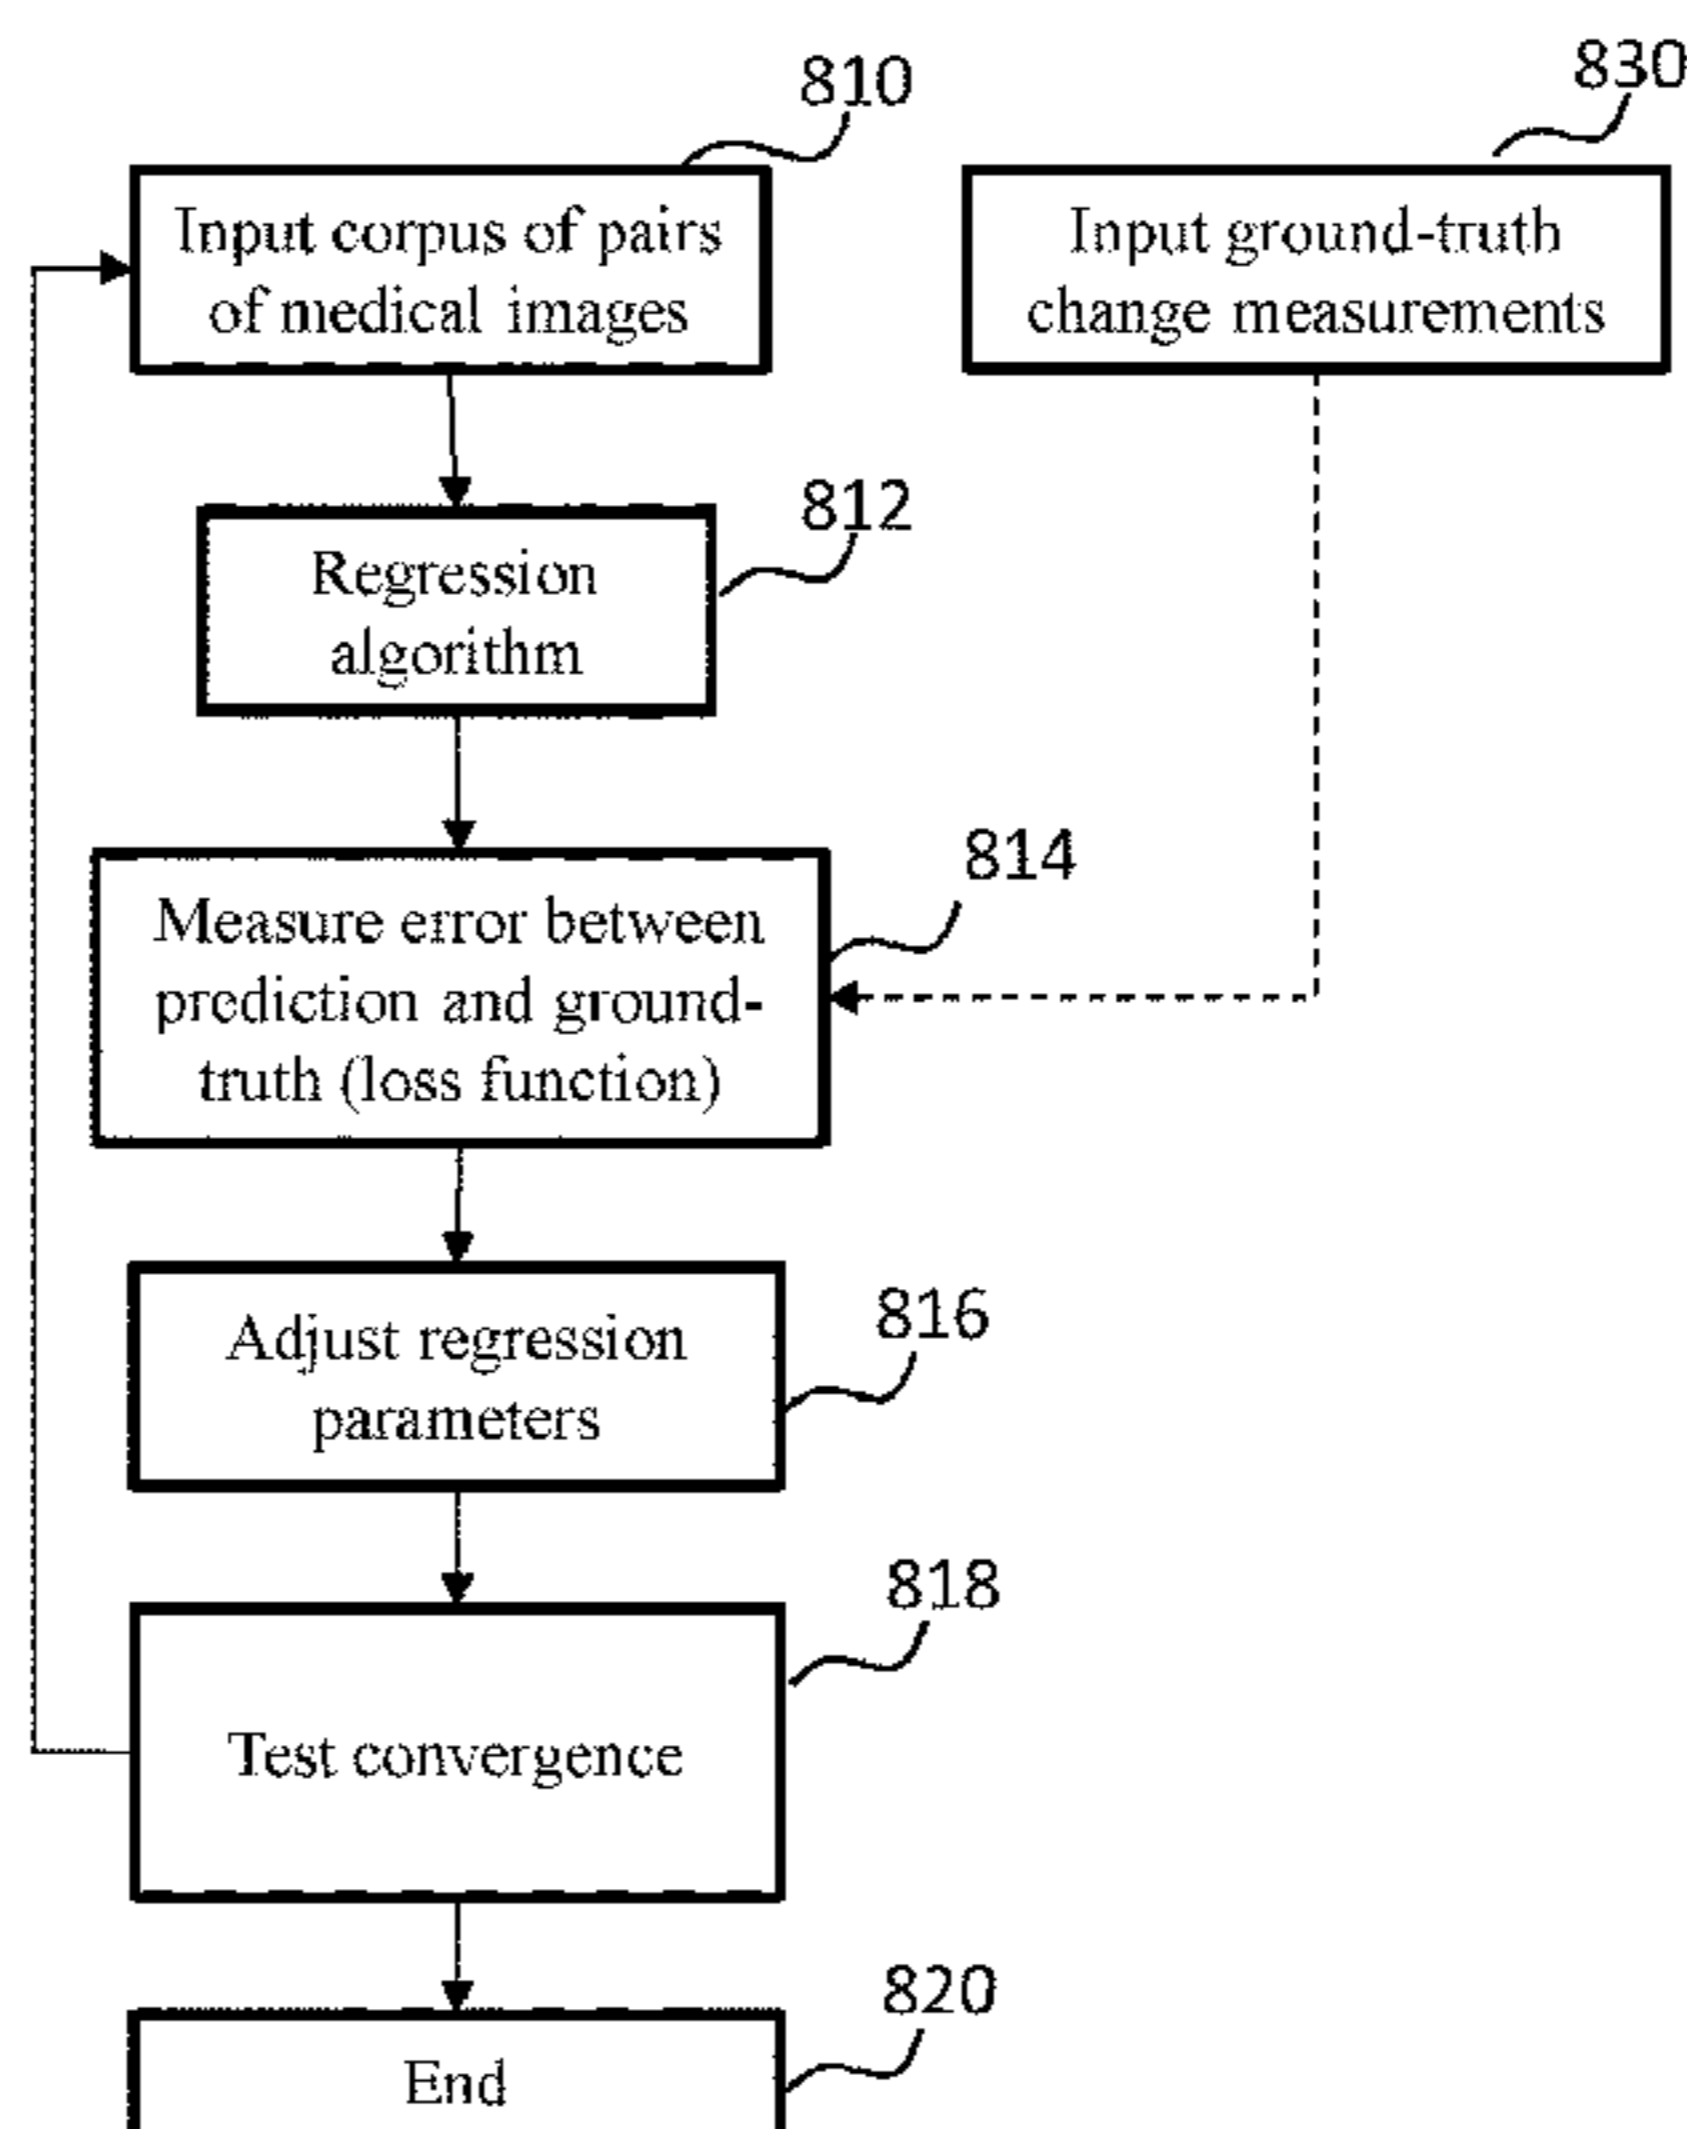 810
830
Input corpus of pairs
of medical images
Input ground-truth
change measurements
812
Regression
algorithm
814
Measure error between
prediction and ground-
truth (loss function)
816
Adjust regression
parameters
818
Test convergence
820
End